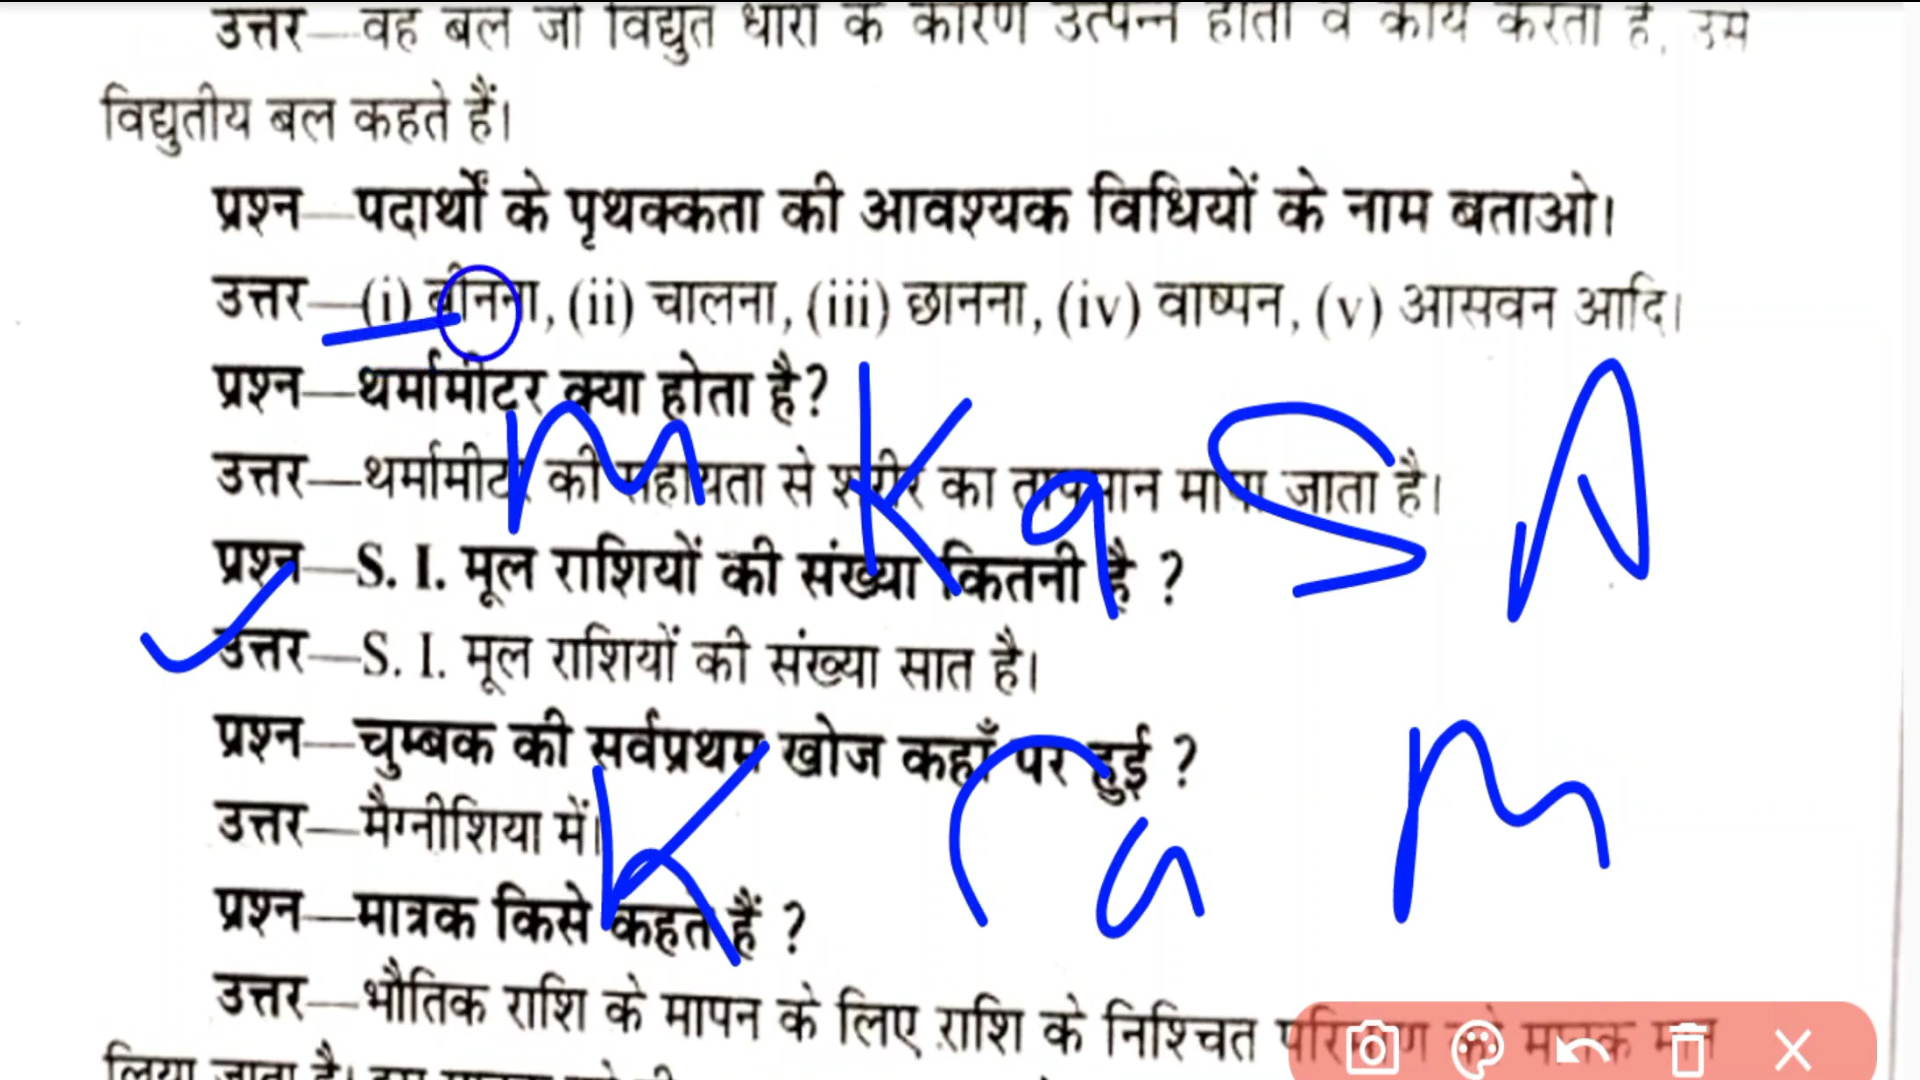 उत्तर—वह बल जो विद्युत धारा के कारण उत्पन्न होता व कार्य करता है, उसे
विद्युतीय बल कहते हैं।
प्रश्न—पदार्थों के पृथक्कता की आवश्यक विधियों के नाम बताओ।
उत्तर—(i) बीनना, (ii) चालना, (iii) छानना, (iv) वाष्पन, (v) आसवन आदि।
प्रश्न—थर्मामीटर क्या होता है?
उत्तर—थर्मामीटर की सहायता से शरीर का तापमान मापा जाता है।
m kg S A
प्रश्न—S. I. मूल राशियों की संख्या कितनी है ?
उत्तर—S. I. मूल राशियों की संख्या सात है।
प्रश्न—चुम्बक की सर्वप्रथम खोज कहाँ पर हुई ?
उत्तर—मैग्नीशिया में।
K m
प्रश्न—मात्रक किसे कहते हैं ?
उत्तर—भौतिक राशि के मापन के लिए राशि के निश्चित परिमाण को मानक मान
लिया जाता है।